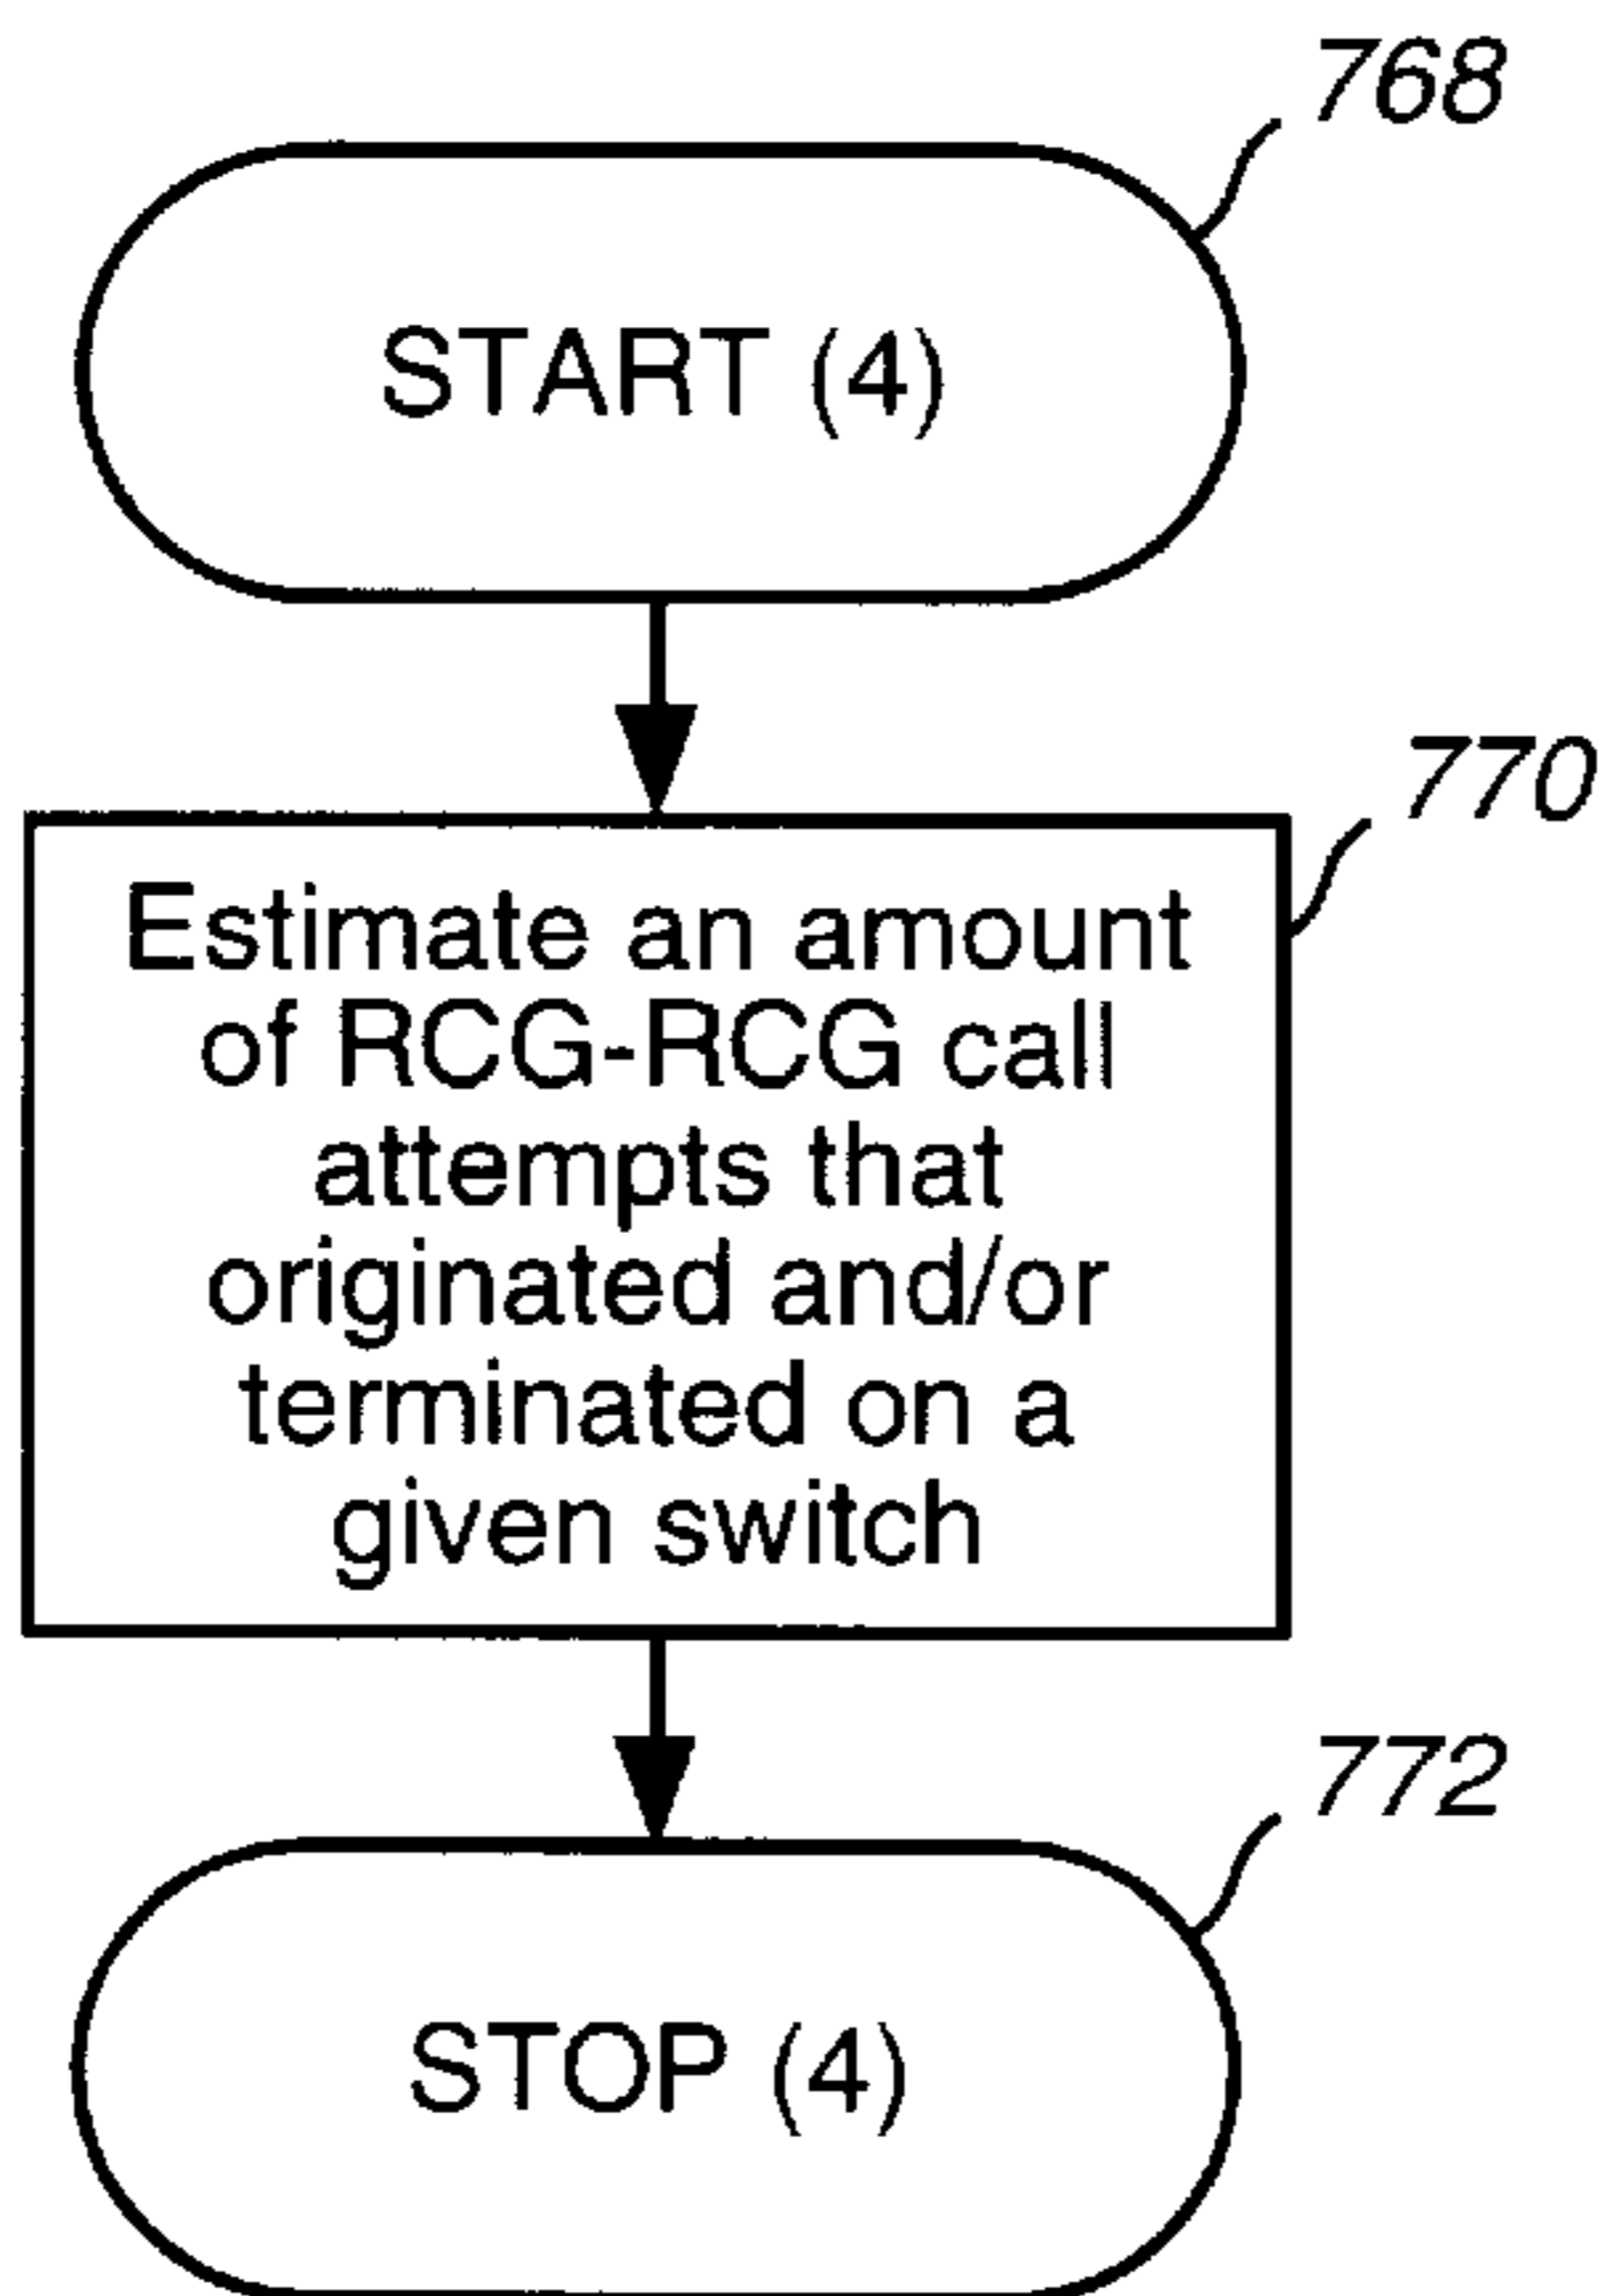 768
START (4)
770
Estimate an amount
of RCG-RCG call
attempts that
originated and/or
terminated on a
given switch
772
STOP (4)